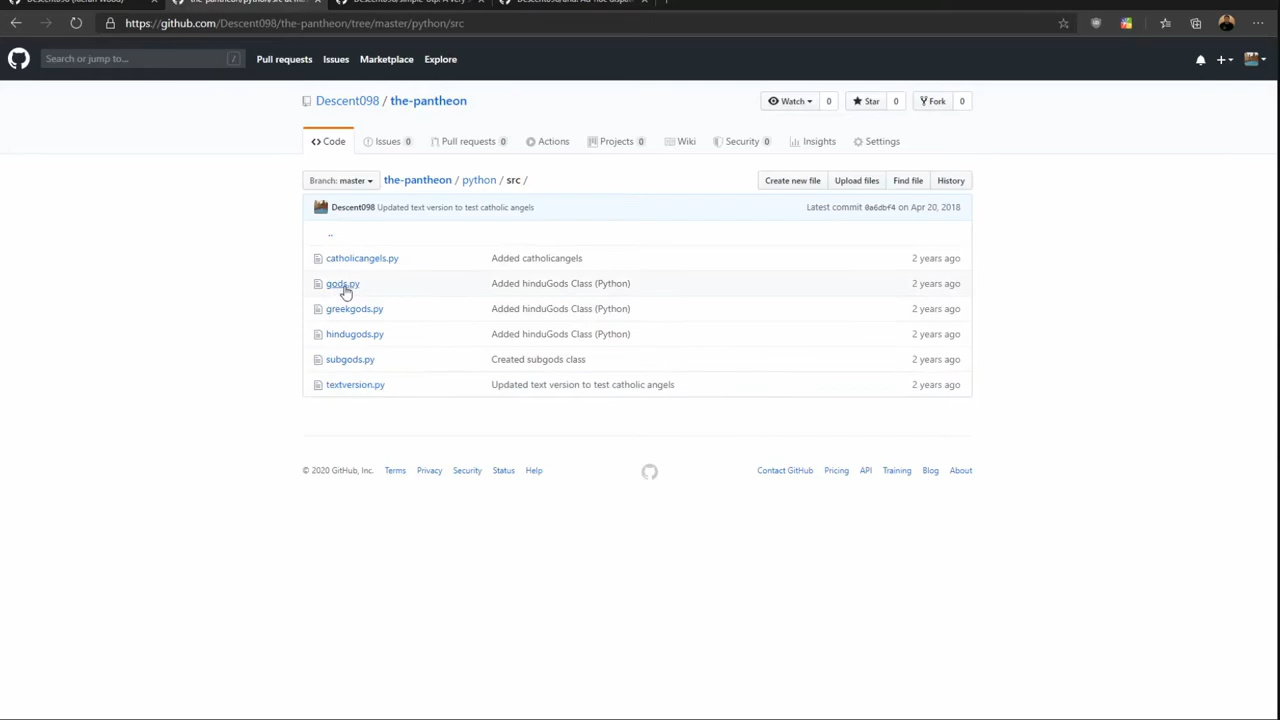 https://github.com/Descent098/the-pantheon/tree/master/python/src
Search or jump to... /
Pull requests Issues Marketplace Explore
Descent098 / the-pantheon
Watch 0 Star 0 Fork 0
Code Issues 0 Pull requests 0 Actions Projects 0 Wiki Security 0 Insights Settings
Branch: master the-pantheon / python / src /
Create new file Upload files Find file History
Descent098 Updated text version to test catholic angels Latest commit 0a6dbf4 on Apr 20, 2018
..
catholicangels.py Added catholicangels 2 years ago
gods.py Added hinduGods Class (Python) 2 years ago
greekgods.py Added hinduGods Class (Python) 2 years ago
hindugods.py Added hinduGods Class (Python) 2 years ago
subgods.py Created subgods class 2 years ago
textversion.py Updated text version to test catholic angels 2 years ago
© 2020 GitHub, Inc. Terms Privacy Security Status Help Contact GitHub Pricing API Training Blog About